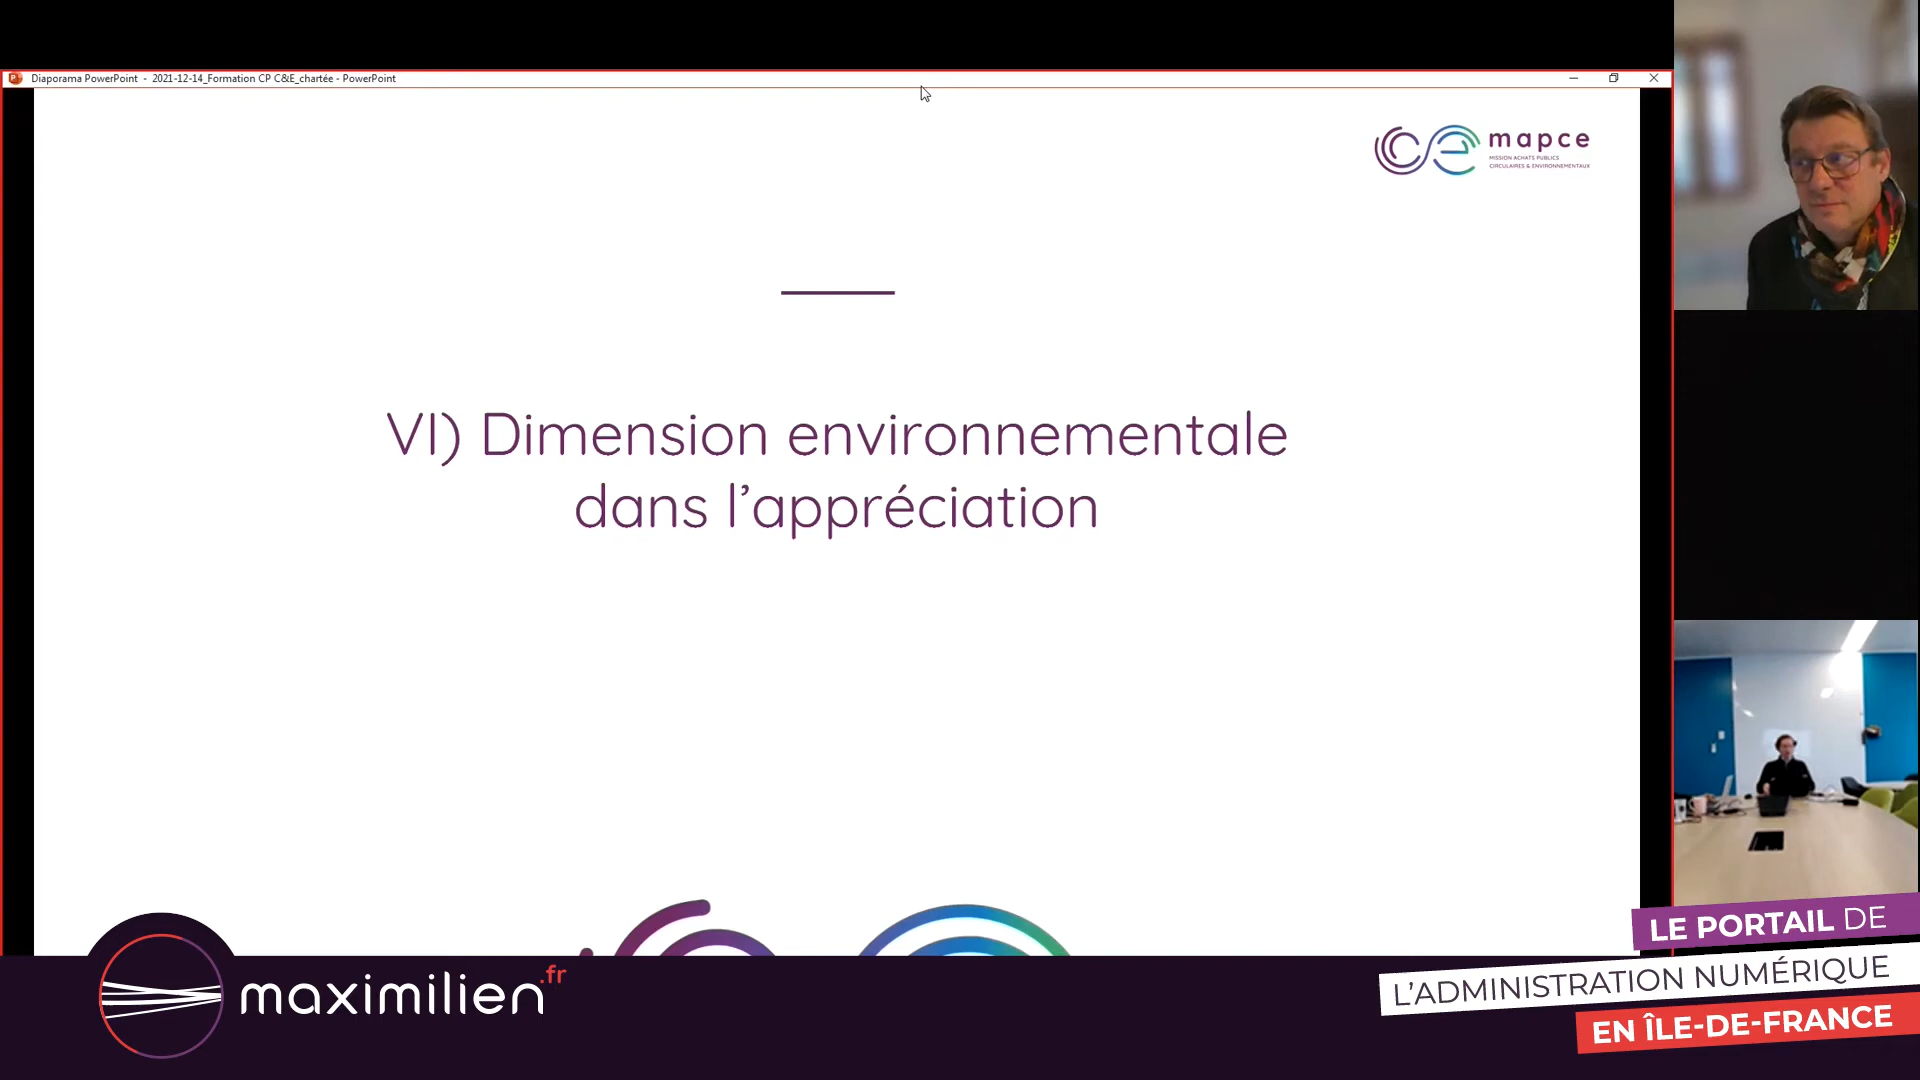 Diaporama PowerPoint - 2021-12-14_Formation CP C&E_chartée - PowerPoint
mapce
MISSION ACHATS PUBLICS
CIRCULAIRES & ENVIRONNEMENTAUX
VI) Dimension environnementale
dans l’appréciation
maximilien.fr
LE PORTAIL DE
L’ADMINISTRATION NUMÉRIQUE
EN ÎLE-DE-FRANCE